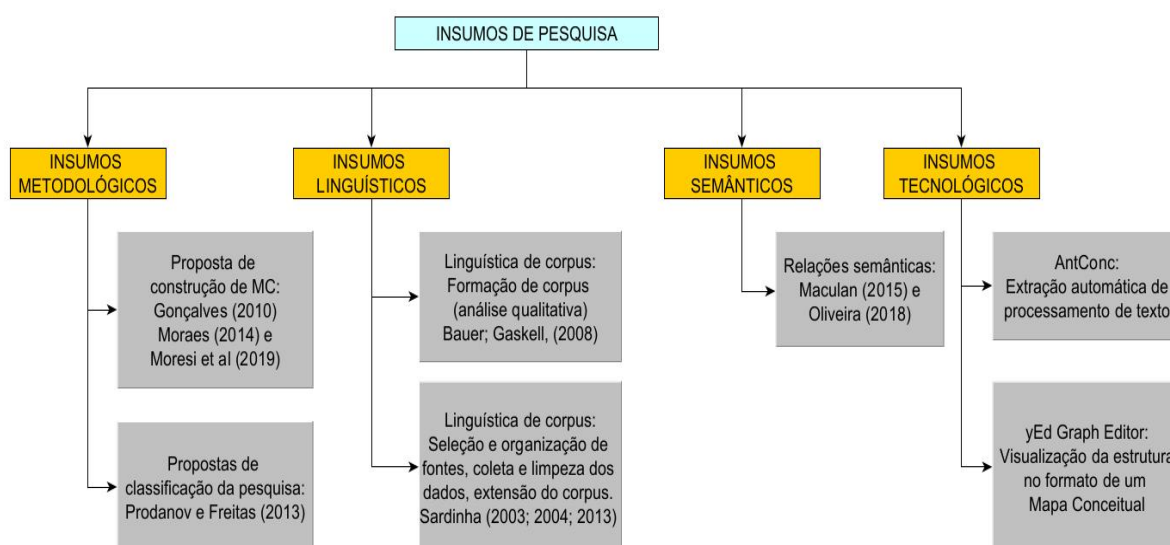 INSUMOS DE PESQUISA
INSUMOS
METODOLÓGICOS
INSUMOS
LINGUÍSTICOS
INSUMOS
SEMÂNTICOS
INSUMOS
TECNOLÓGICOS
Proposta de
construção de MC:
Gonçalves (2010)
Moraes (2014) e
Moresi et al (2019)
Propostas de
classificação da pesquisa:
Prodanov e Freitas (2013)
Linguística de corpus:
Formação de corpus
(análise qualitativa)
Bauer; Gaskell, (2008)
Linguística de corpus:
Seleção e organização de
fontes, coleta e limpeza dos
dados, extensão do corpus.
Sardinha (2003; 2004; 2013)
Relações semânticas:
Maculan (2015) e
Oliveira (2018)
AntConc:
Extração automática de
processamento de texto
yEd Graph Editor:
Visualização da estrutura
no formato de um
Mapa Conceitual